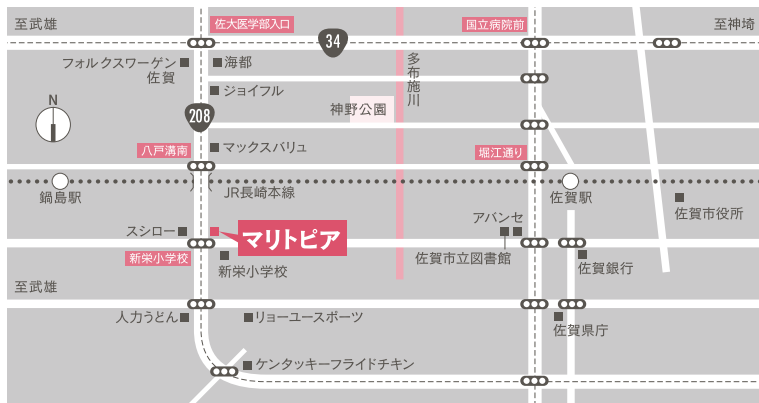 至武雄
佐大医学部入口
国立病院前
至神埼
34
フォルクスワーゲン
佐賀
海都
多布施川
ジョイフル
N
神野公園
208
八戸溝南
マックスバリュ
堀江通り
鍋島駅
JR長崎本線
佐賀駅
佐賀市役所
スシロー
マリトピア
アバンセ
新栄小学校
新栄小学校
佐賀市立図書館
佐賀銀行
至武雄
人力うどん
リョーユースポーツ
佐賀県庁
ケンタッキーフライドチキン